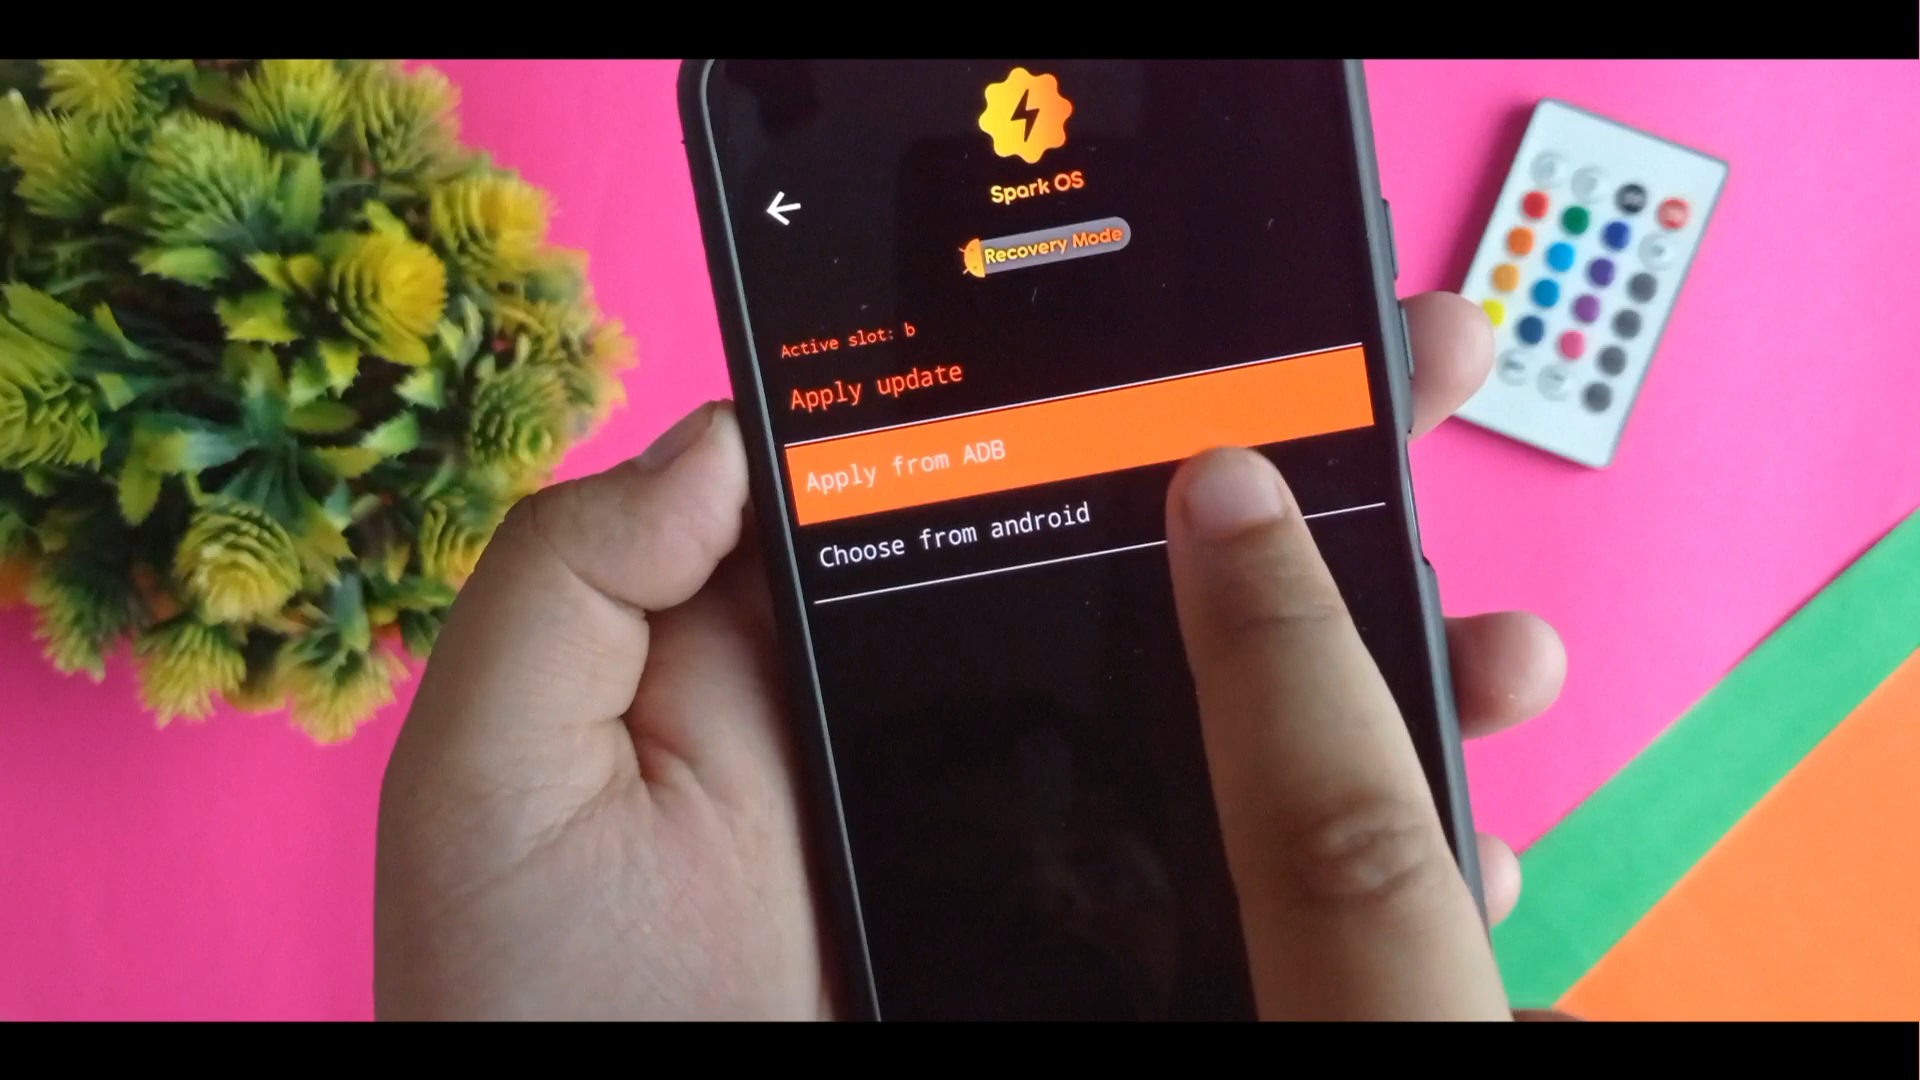 Spark OS
Recovery Mode
Active slot: b
Apply update
Apply from ADB
Choose from android